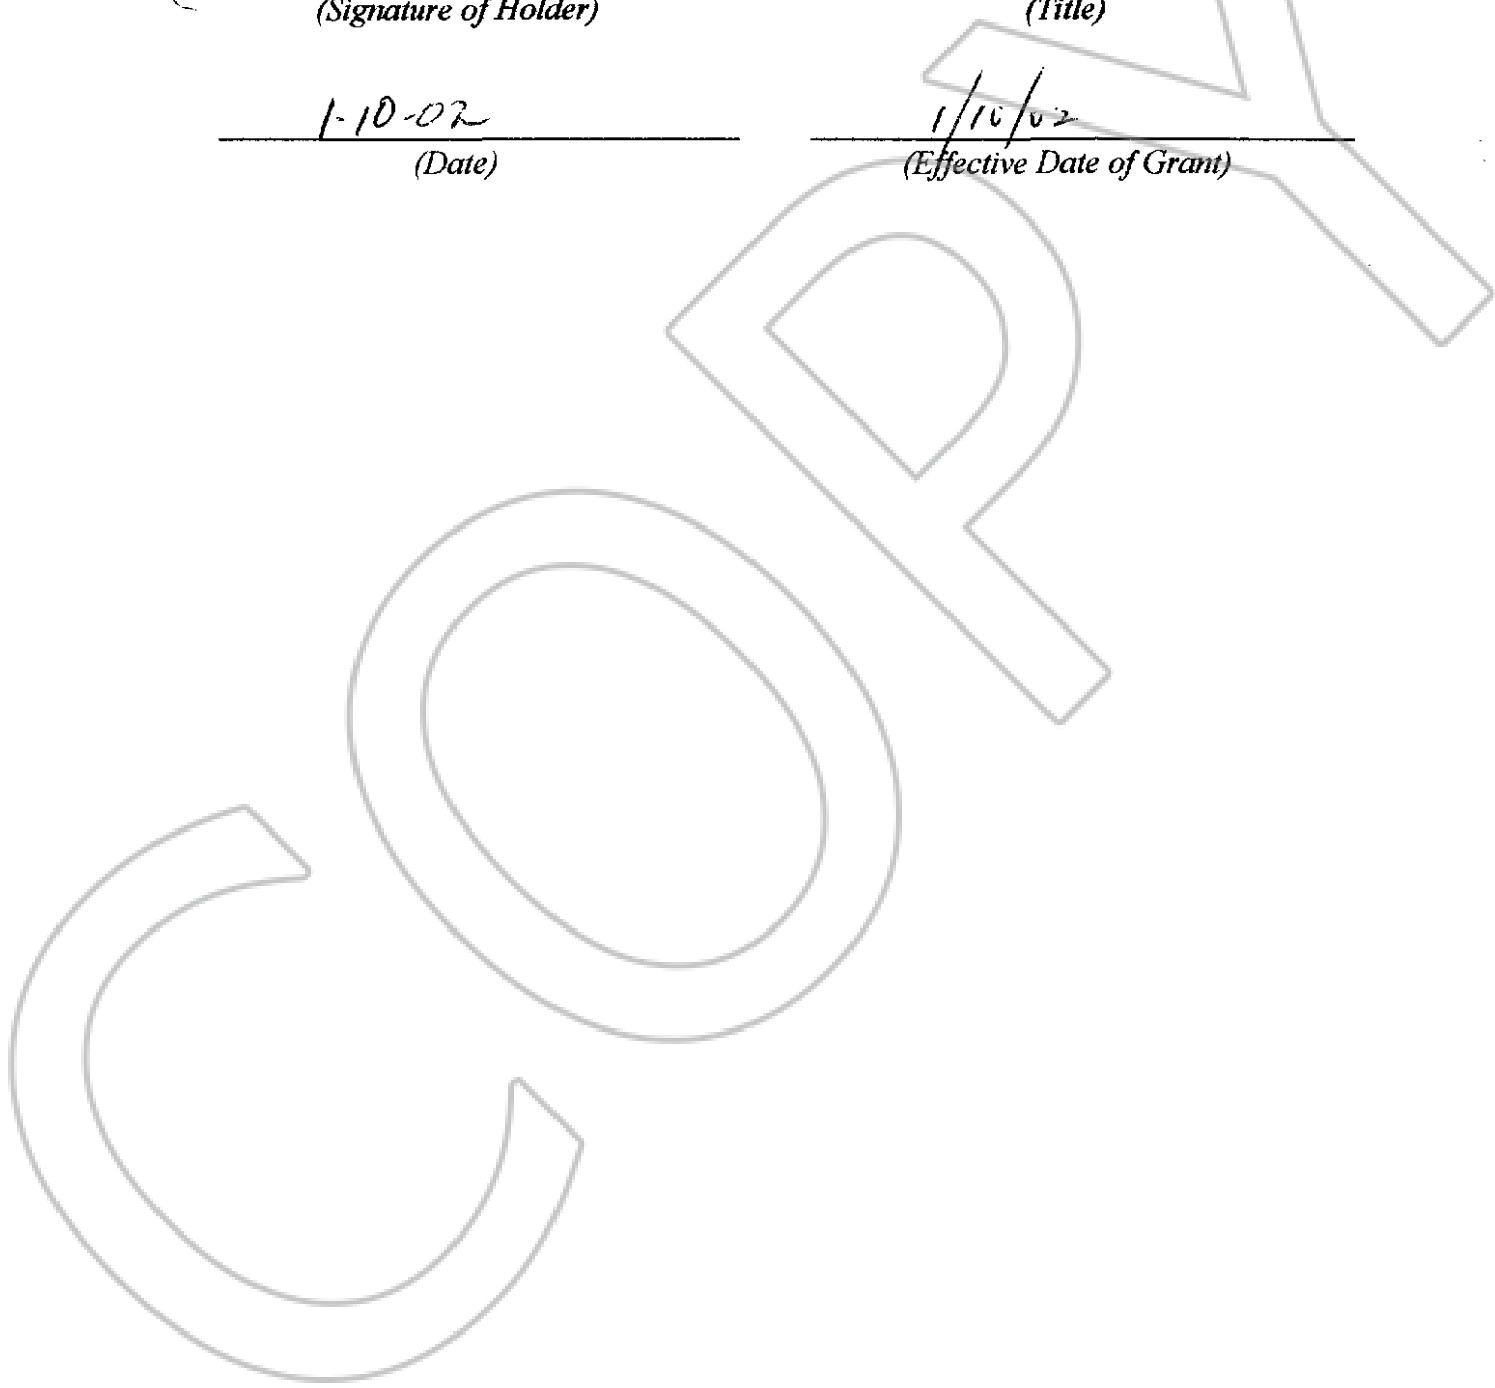 (Signature of Holder) (Title)
1-10-02 1/10/02
(Date) (Effective Date of Grant)
COPY